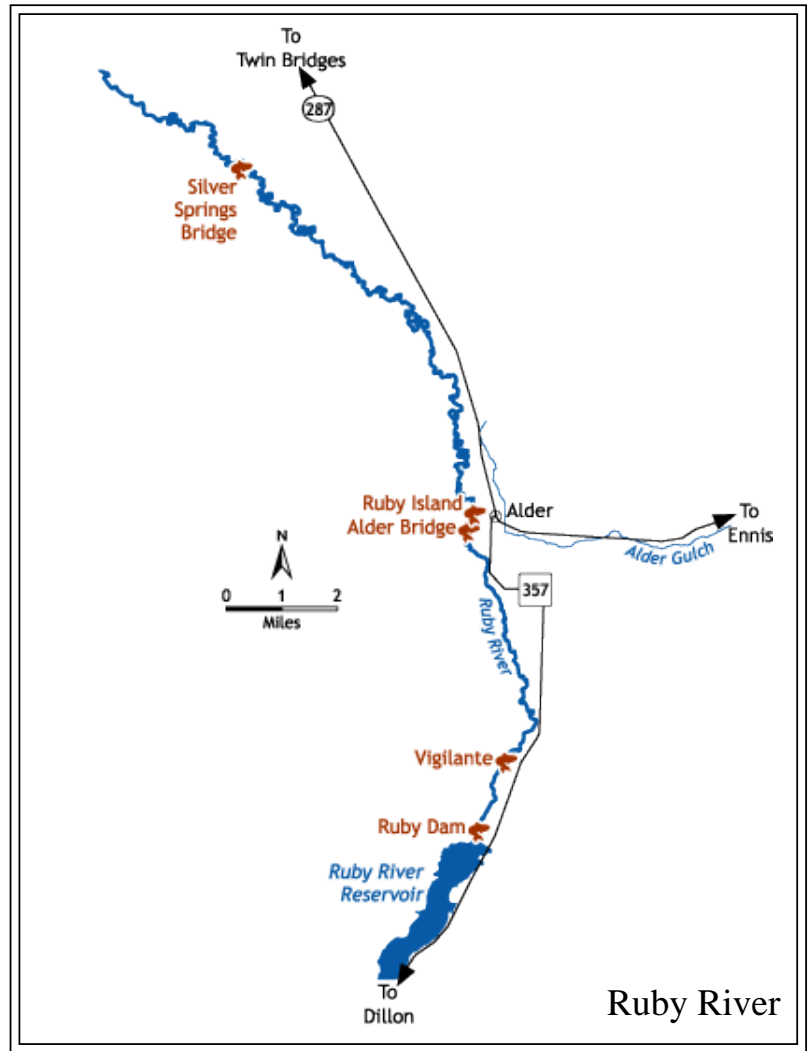 To
Twin Bridges
287
Silver
Springs
Bridge
Ruby Island
Alder Bridge
Alder
To
Ennis
Alder Gulch
N
0 1 2
Miles
357
Ruby River
Vigilante
Ruby Dam
Ruby River
Reservoir
To
Dillon
Ruby River